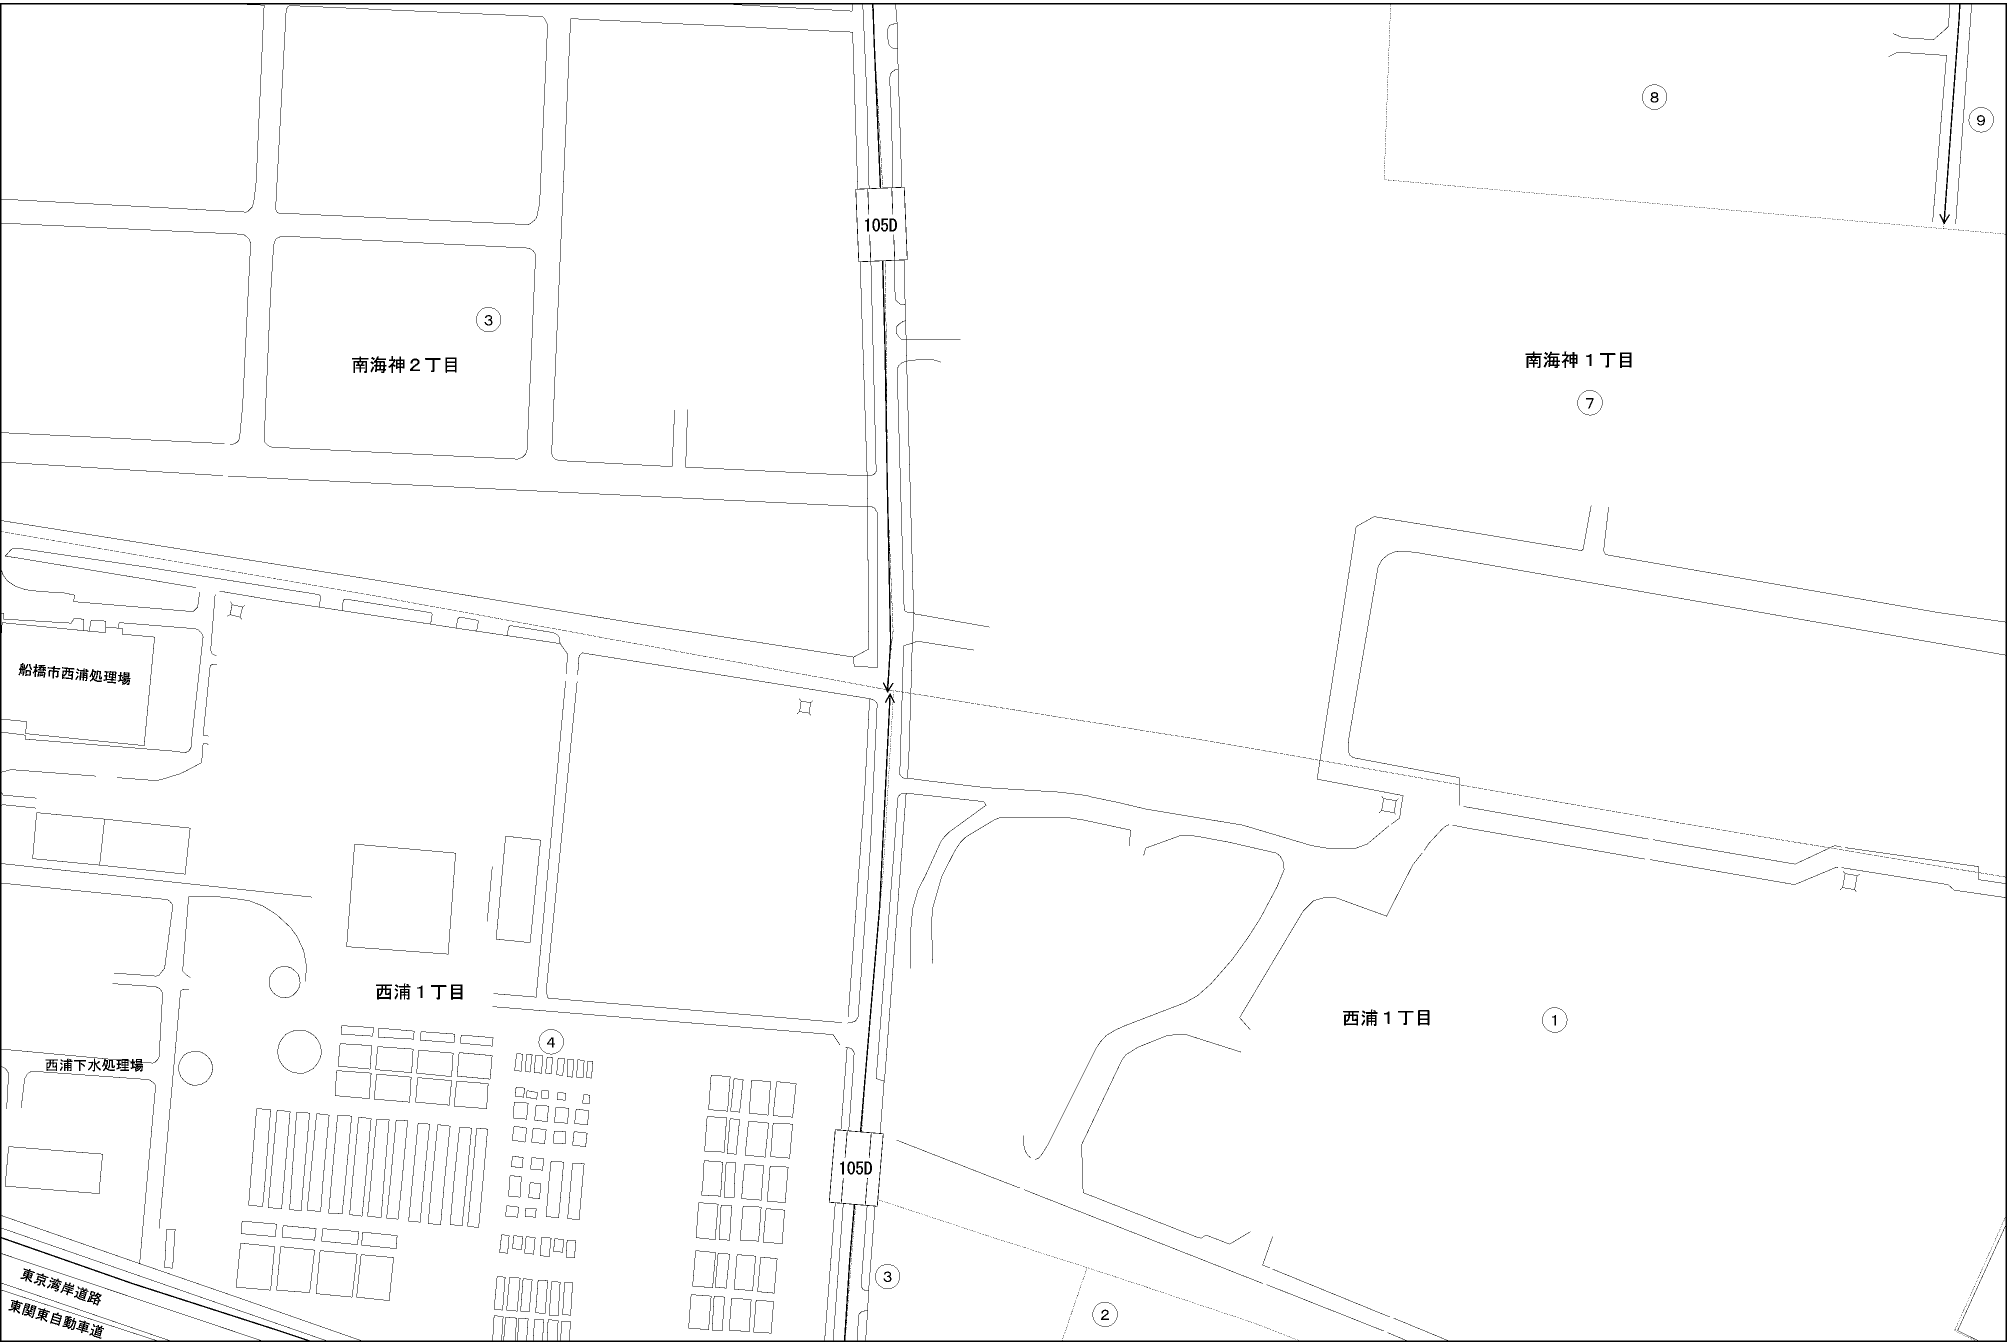 ⑧
⑨
105D
③
南海神２丁目
南海神１丁目
⑦
船橋市西浦処理場
西浦１丁目
西浦１丁目
①
④
西浦下水処理場
105D
東京湾岸道路
③
東関東自動車道
②